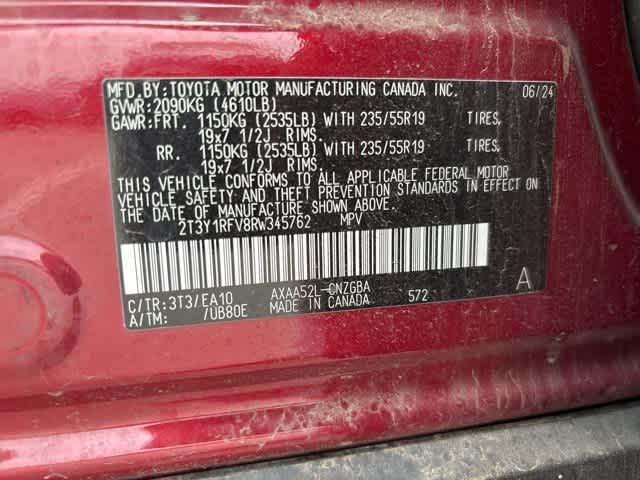 MFD.BY:TOYOTA MOTOR MANUFACTURING CANADA INC. 06/24
GVWR:2090KG (4610LB)
GAWR:FRT. 1150KG (2535LB) WITH 235/55R19 TIRES,
19x7 1/2J RIMS.
RR. 1150KG (2535LB) WITH 235/55R19 TIRES,
19x7 1/2J RIMS.
THIS VEHICLE CONFORMS TO ALL APPLICABLE FEDERAL MOTOR
VEHICLE SAFETY AND THEFT PREVENTION STANDARDS IN EFFECT ON
THE DATE OF MANUFACTURE SHOWN ABOVE.
2T3Y1RFV8RW345762 MPV
C/TR:3T3/EA10 AXAA52L-CNZGBA A
A/TM: /UB80E MADE IN CANADA 572